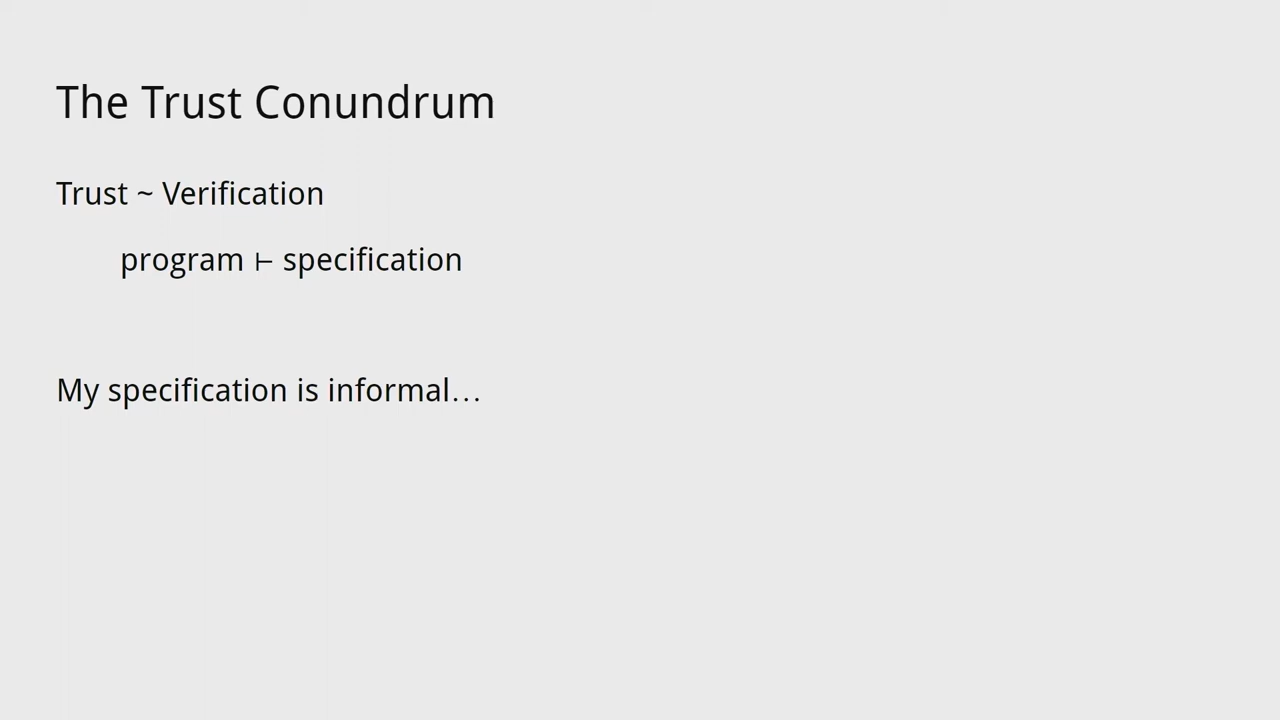 The Trust Conundrum
Trust ~ Verification
program ⊢ specification
My specification is informal…